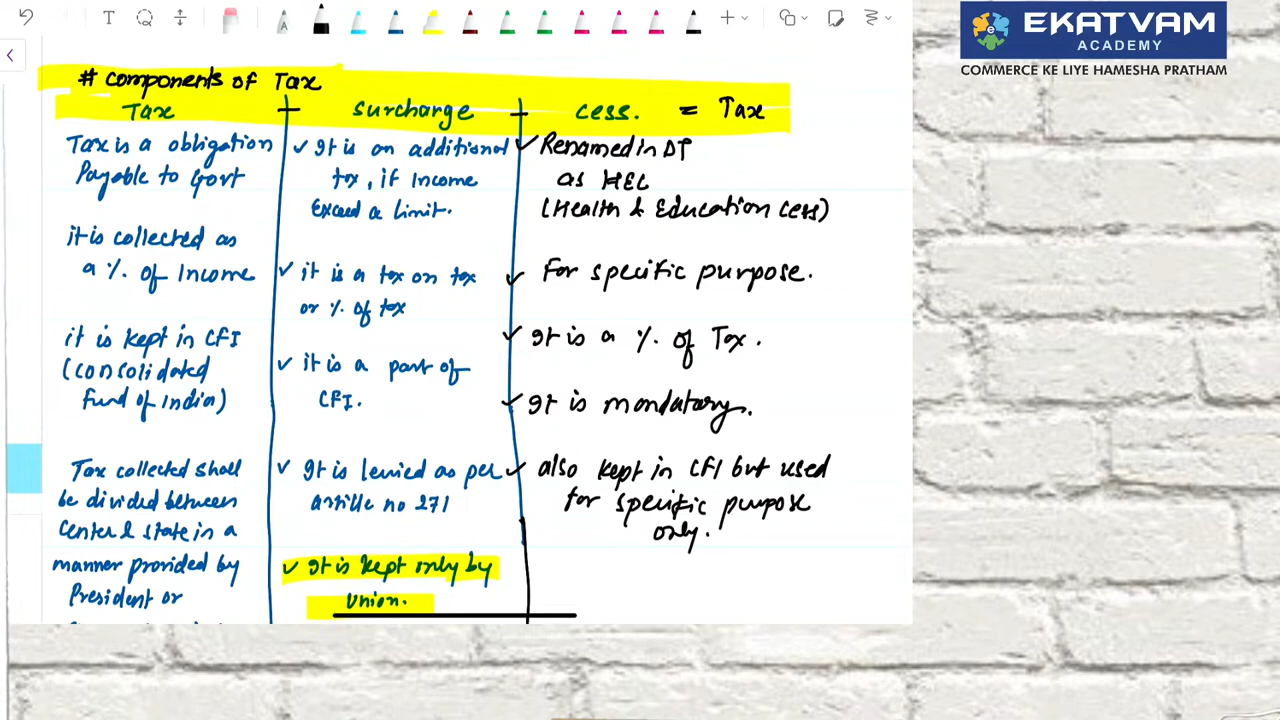 EKATVAM
ACADEMY
COMMERCE KE LIYE HAMESHA PRATHAM
# Components of Tax
Tax + surcharge + cess. = Tax
Tax is a obligation
Payable to Govt
it is collected as
a % of Income
it is kept in CFI
(consolidated
Fund of India)
Tax collected shall
be divided between
Center & state in a
manner provided by
President or
✓ It is an additional
tax, if income
Exceed a limit.
✓ it is a tax on tax
or % of tax
✓ it is a part of
CFI.
✓ It is levied as per
article no 271
✓ It is kept only by
Union.
✓ Renamed in DT
as HEC
(Health & Education Cess)
✓ For specific purpose.
✓ It is a % of Tax.
✓ It is mandatory.
✓ also kept in CFI but used
for specific purpose
only.